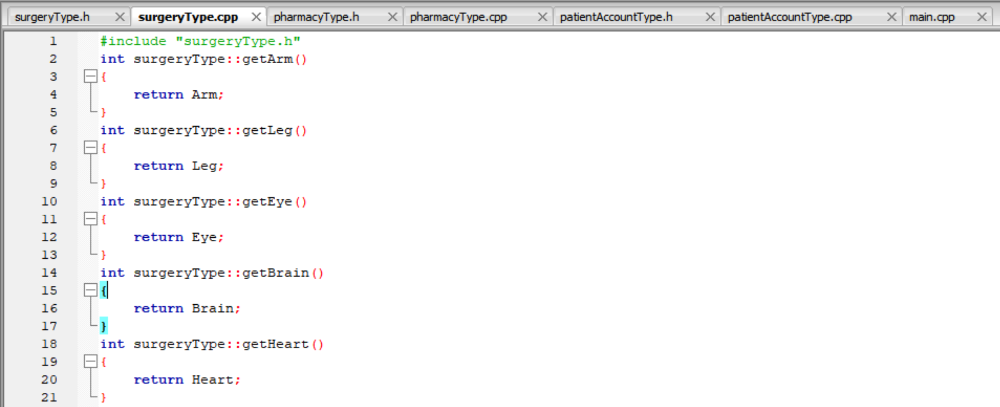 surgeryType.h surgeryType.cpp pharmacyType.h pharmacyType.cpp patientAccountType.h patientAccountType.cpp main.cpp
1 #include "surgeryType.h"
2 int surgeryType::getArm()
3 {
4 return Arm;
5 }
6 int surgeryType::getLeg()
7 {
8 return Leg;
9 }
10 int surgeryType::getEye()
11 {
12 return Eye;
13 }
14 int surgeryType::getBrain()
15 {
16 return Brain;
17 }
18 int surgeryType::getHeart()
19 {
20 return Heart;
21 }